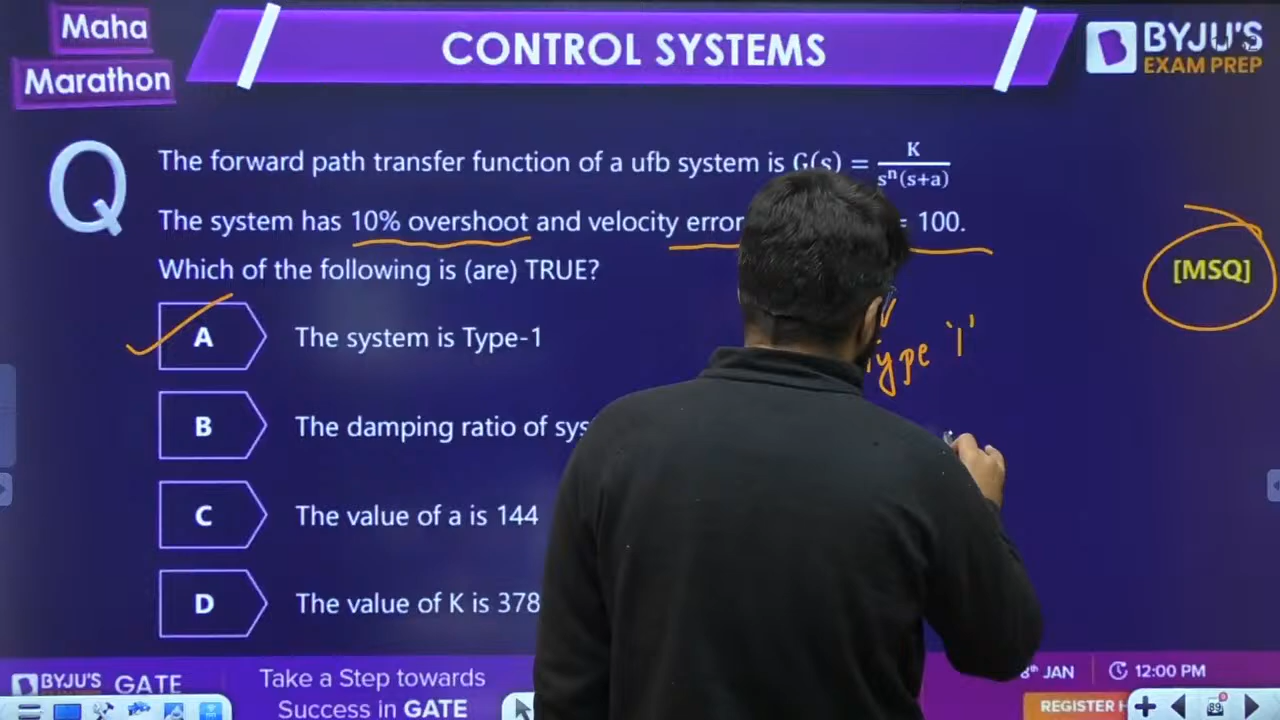 Maha
Marathon
CONTROL SYSTEMS
BYJU'S
EXAM PREP
Q
The forward path transfer function of a ufb system is G(s) = K / sⁿ(s+a)
The system has 10% overshoot and velocity error = 100.
Which of the following is (are) TRUE?
[MSQ]
A The system is Type-1
Type '1'
B The damping ratio of
C The value of a is 144
D The value of K is 378
BYJU'S GATE
Take a Step towards
Success in GATE
JAN 12:00 PM
REGISTER
89